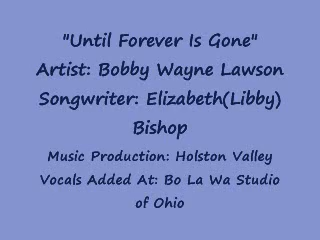 "Until Forever Is Gone"
Artist: Bobby Wayne Lawson
Songwriter: Elizabeth(Libby)
Bishop
Music Production: Holston Valley
Vocals Added At: Bo La Wa Studio
of Ohio